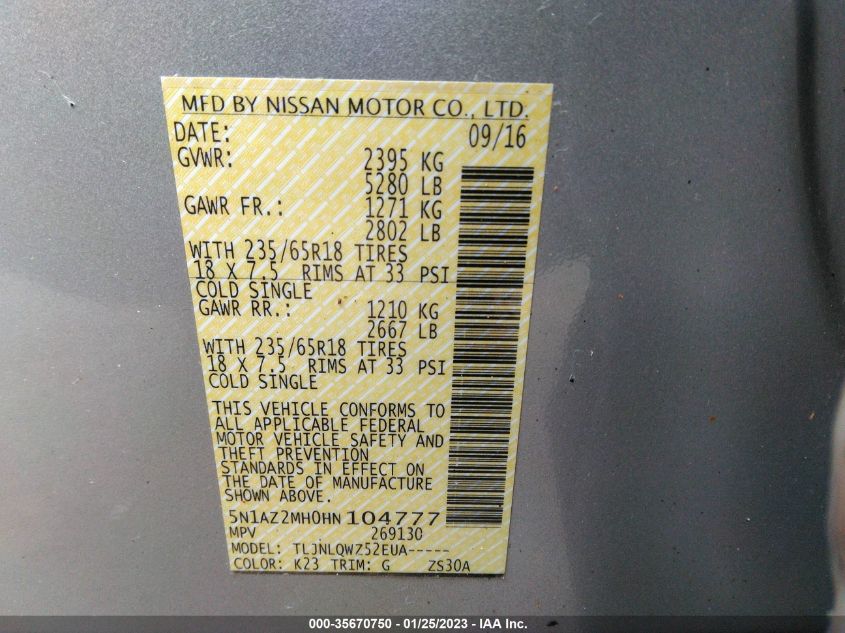 MFD BY NISSAN MOTOR CO., LTD.
DATE: 09/16
GVWR: 2395 KG
5280 LB
GAWR FR.: 1271 KG
2802 LB
WITH 235/65R18 TIRES
18 X 7.5 RIMS AT 33 PSI
COLD SINGLE
GAWR RR.: 1210 KG
2667 LB
WITH 235/65R18 TIRES
18 X 7.5 RIMS AT 33 PSI
COLD SINGLE
THIS VEHICLE CONFORMS TO
ALL APPLICABLE FEDERAL
MOTOR VEHICLE SAFETY AND
THEFT PREVENTION
STANDARDS IN EFFECT ON
THE DATE OF MANUFACTURE
SHOWN ABOVE.
5N1AZ2MH0HN104777
MPV 269130
MODEL: TLJNLQWZ52EUA-----
COLOR: K23 TRIM: G ZS30A
000-35670750 - 01/25/2023 - IAA Inc.